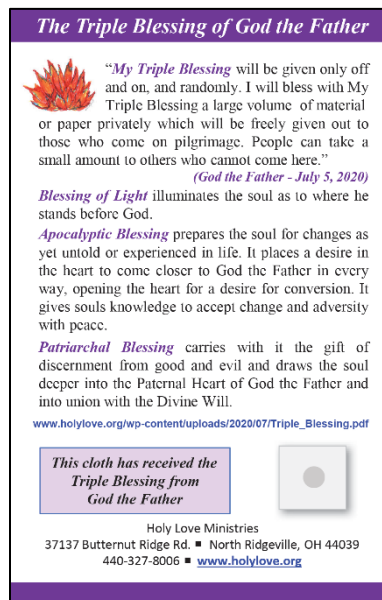 The Triple Blessing of God the Father
“My Triple Blessing will be given only off
and on, and randomly. I will bless with My
Triple Blessing a large volume of material
or paper privately which will be freely given out to
those who come on pilgrimage. People can take a
small amount to others who cannot come here.”
(God the Father - July 5, 2020)
Blessing of Light illuminates the soul as to where he
stands before God.
Apocalyptic Blessing prepares the soul for changes as
yet untold or experienced in life. It places a desire in
the heart to come closer to God the Father in every
way, opening the heart for a desire for conversion. It
gives souls knowledge to accept change and adversity
with peace.
Patriarchal Blessing carries with it the gift of
discernment from good and evil and draws the soul
deeper into the Paternal Heart of God the Father and
into union with the Divine Will.
www.holylove.org/wp-content/uploads/2020/07/Triple_Blessing.pdf
This cloth has received the
Triple Blessing from
God the Father
Holy Love Ministries
37137 Butternut Ridge Rd. ▪ North Ridgeville, OH 44039
440-327-8006 ▪ www.holylove.org